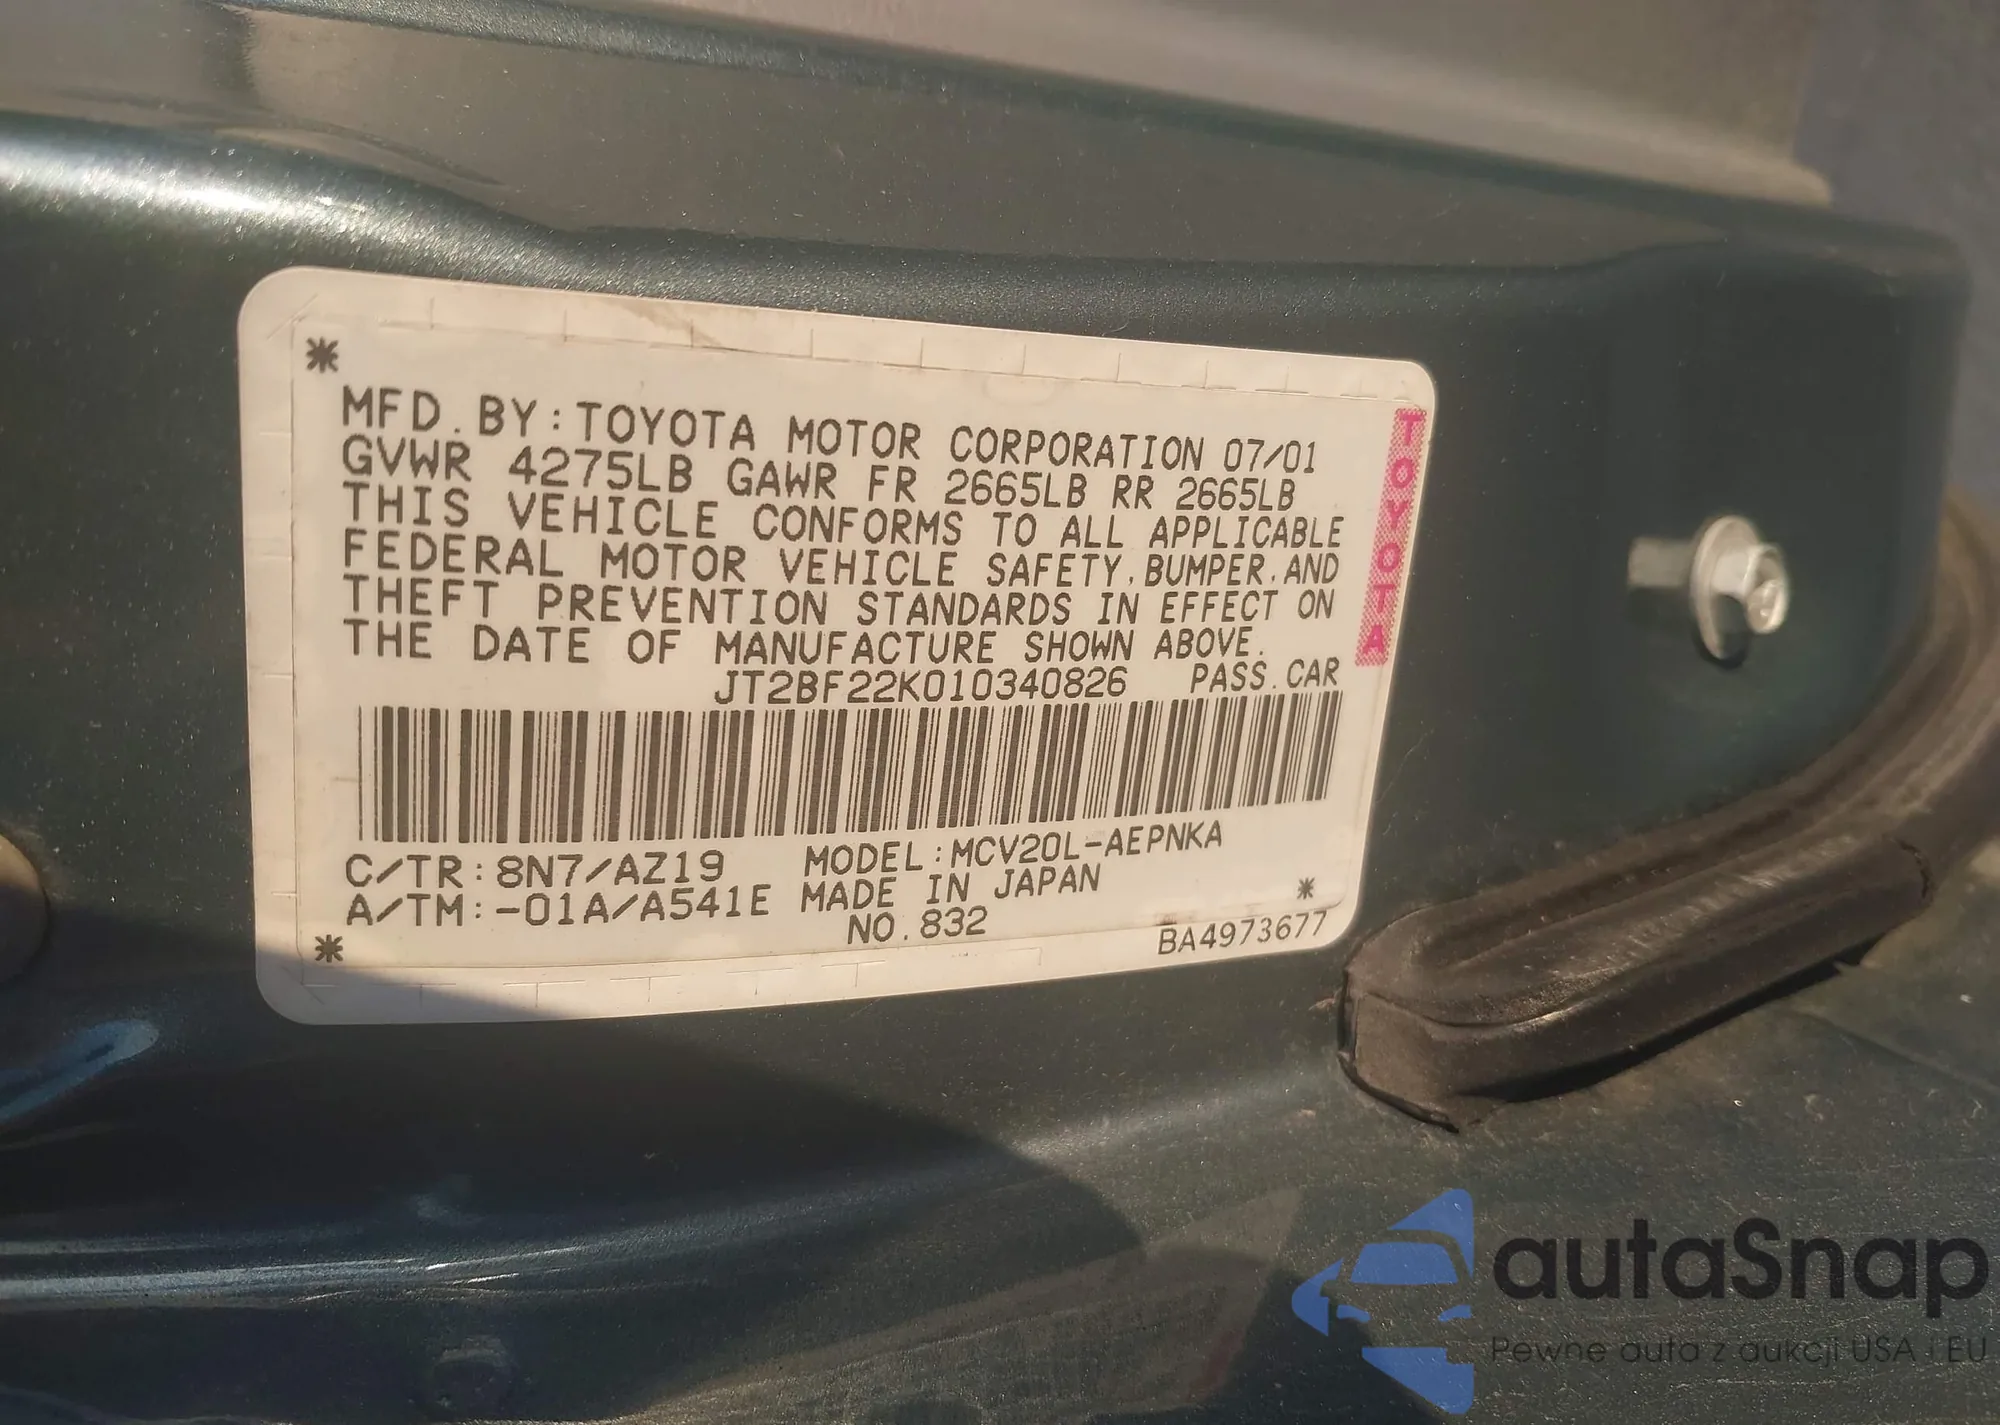 *
MFD. BY: TOYOTA MOTOR CORPORATION 07/01
GVWR 4275LB GAWR FR 2665LB RR 2665LB
THIS VEHICLE CONFORMS TO ALL APPLICABLE
FEDERAL MOTOR VEHICLE SAFETY, BUMPER, AND
THEFT PREVENTION STANDARDS IN EFFECT ON
THE DATE OF MANUFACTURE SHOWN ABOVE.
JT2BF22K010340826 PASS. CAR
C/TR: 8N7/AZ19 MODEL: MCV20L-AEPNKA
A/TM: -01A/A541E MADE IN JAPAN *
* NO. 832 BA4973677
TOYOTA
autaSnap
Pewne auta z aukcji USA i EU